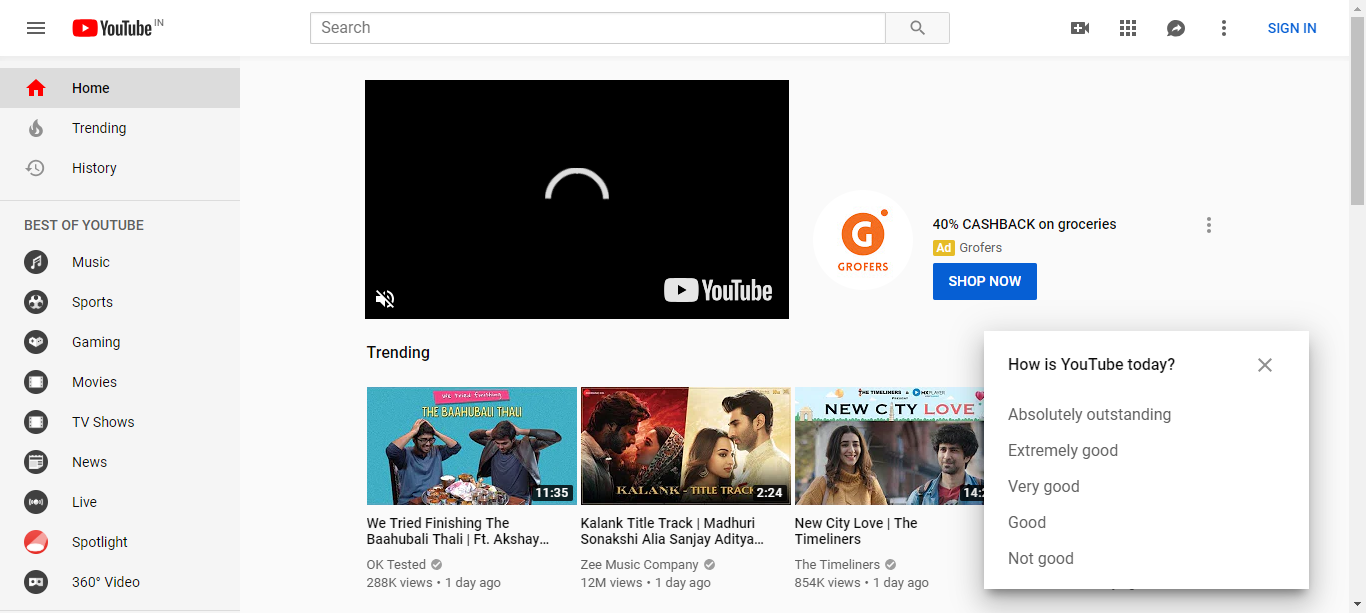 YouTube IN
Search
SIGN IN
Home
Trending
History
BEST OF YOUTUBE
Music
Sports
Gaming
Movies
TV Shows
News
Live
Spotlight
360° Video
YouTube
G
GROFERS
40% CASHBACK on groceries
Ad Grofers
SHOP NOW
Trending
We Tried Finishing
THE BAAHUBALI THALI
11:35
We Tried Finishing The
Baahubali Thali | Ft. Akshay...
OK Tested
288K views • 1 day ago
KALANK - TITLE TRACK
2:24
Kalank Title Track | Madhuri
Sonakshi Alia Sanjay Aditya...
Zee Music Company
12M views • 1 day ago
THE TIMELINERS & MXPLAYER
PRESENT
NEW CITY LOVE
New City Love | The
Timeliners
The Timeliners
854K views • 1 day ago
How is YouTube today?
Absolutely outstanding
Extremely good
Very good
Good
Not good